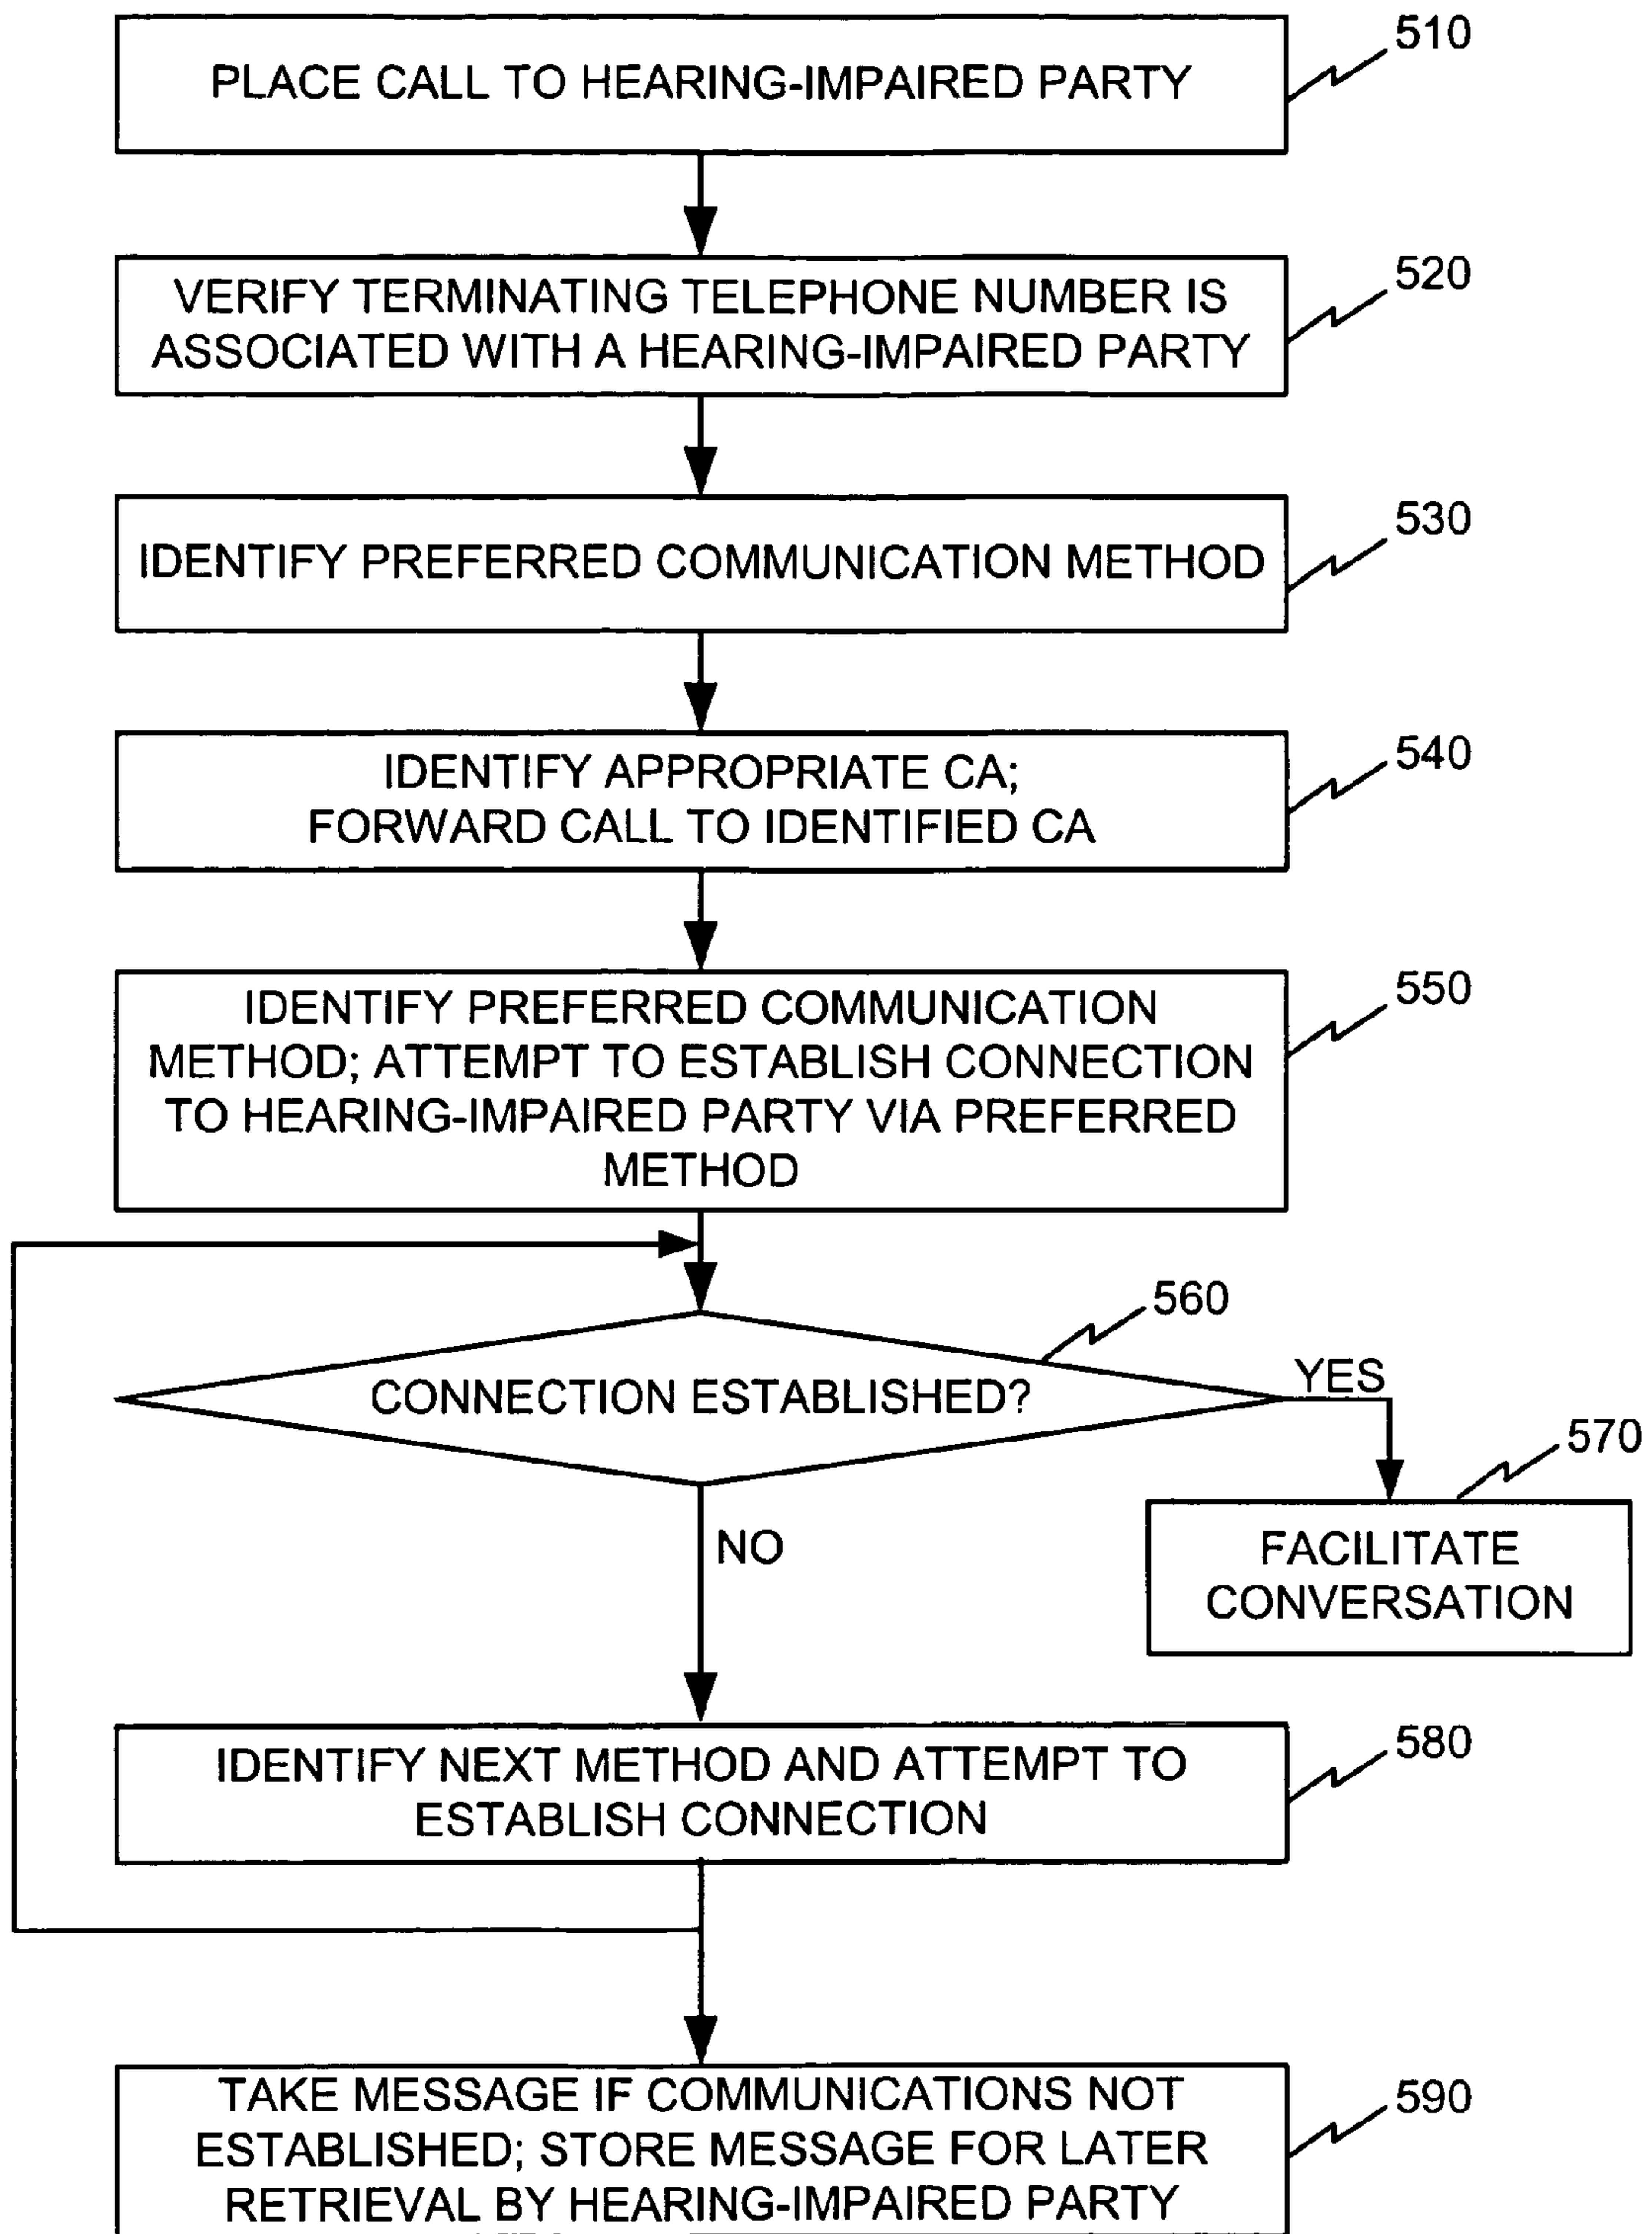 510
PLACE CALL TO HEARING-IMPAIRED PARTY
520
VERIFY TERMINATING TELEPHONE NUMBER IS
ASSOCIATED WITH A HEARING-IMPAIRED PARTY
530
IDENTIFY PREFERRED COMMUNICATION METHOD
540
IDENTIFY APPROPRIATE CA;
FORWARD CALL TO IDENTIFIED CA
550
IDENTIFY PREFERRED COMMUNICATION
METHOD; ATTEMPT TO ESTABLISH CONNECTION
TO HEARING-IMPAIRED PARTY VIA PREFERRED
METHOD
560
CONNECTION ESTABLISHED?
YES
570
FACILITATE
CONVERSATION
NO
580
IDENTIFY NEXT METHOD AND ATTEMPT TO
ESTABLISH CONNECTION
590
TAKE MESSAGE IF COMMUNICATIONS NOT
ESTABLISHED; STORE MESSAGE FOR LATER
RETRIEVAL BY HEARING-IMPAIRED PARTY